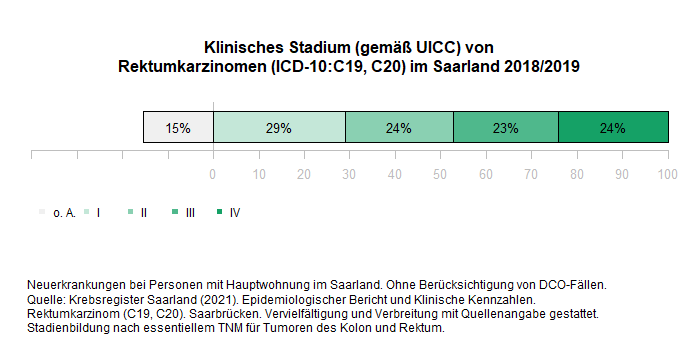 Klinisches Stadium (gemäß UICC) von
Rektumkarzinomen (ICD-10:C19, C20) im Saarland 2018/2019
15% 29% 24% 23% 24%
0 10 20 30 40 50 60 70 80 90 100
o. A. I II III IV
Neuerkrankungen bei Personen mit Hauptwohnung im Saarland. Ohne Berücksichtigung von DCO-Fällen.
Quelle: Krebsregister Saarland (2021). Epidemiologischer Bericht und Klinische Kennzahlen.
Rektumkarzinom (C19, C20). Saarbrücken. Vervielfältigung und Verbreitung mit Quellenangabe gestattet.
Stadienbildung nach essentiellem TNM für Tumoren des Kolon und Rektum.